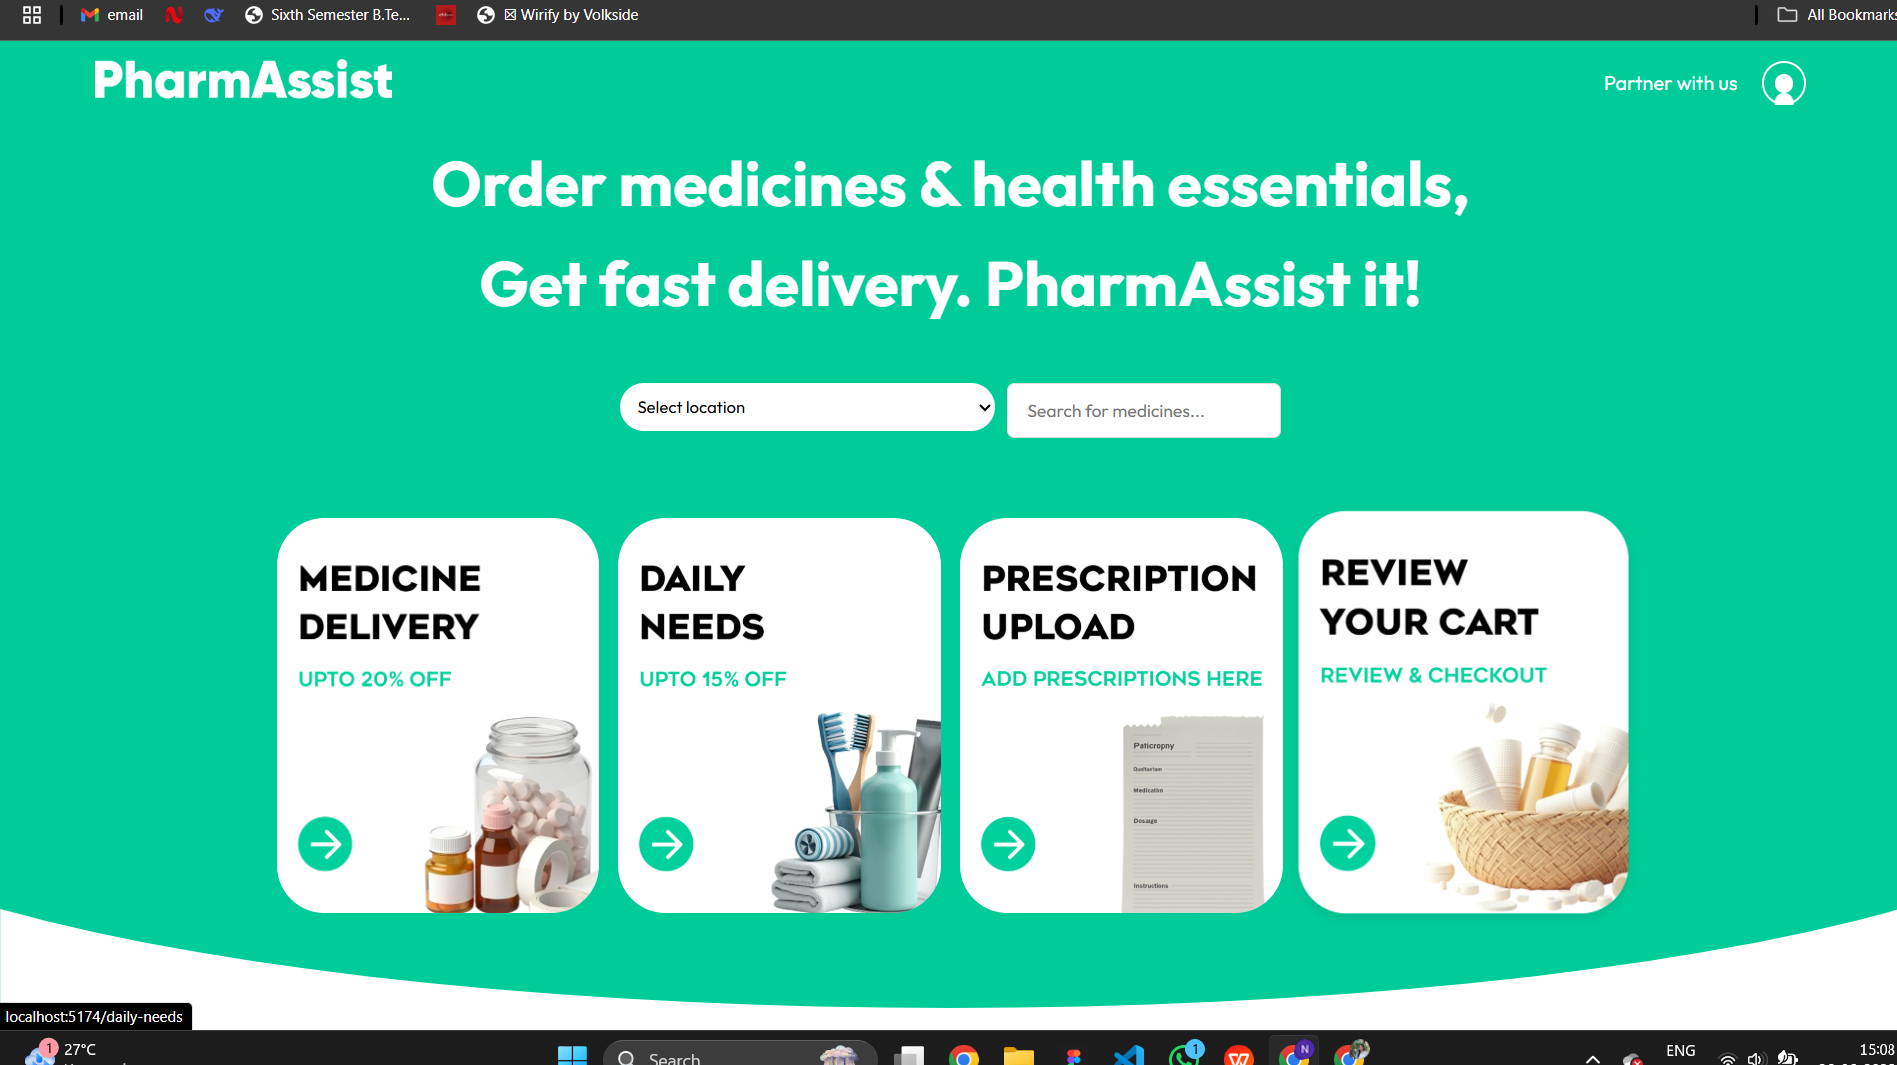 email
Sixth Semester B.Te...
Wirify by Volkside
All Bookmarks
PharmAssist
Partner with us
Order medicines & health essentials,
Get fast delivery. PharmAssist it!
Select location
Search for medicines...
MEDICINE
DELIVERY
UPTO 20% OFF
DAILY
NEEDS
UPTO 15% OFF
PRESCRIPTION
UPLOAD
ADD PRESCRIPTIONS HERE
Paticropny
Medication
Dosage
Instructions
REVIEW
YOUR CART
REVIEW & CHECKOUT
localhost:5174/daily-needs
1
27°C
Search
1
N
ENG
15:08